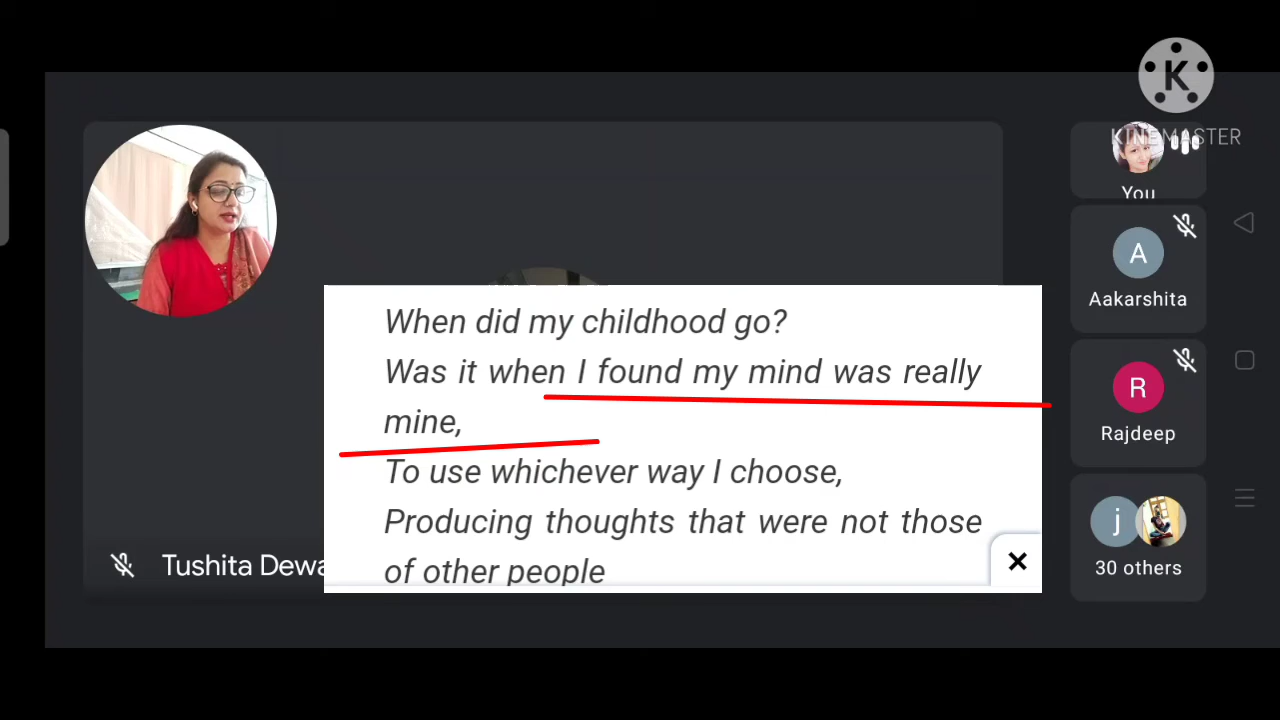 K
KINEMASTER
You
A
Aakarshita
When did my childhood go?
Was it when I found my mind was really
mine,
R
Rajdeep
To use whichever way I choose,
Producing thoughts that were not those
of other people
j
30 others
Tushita Dewa